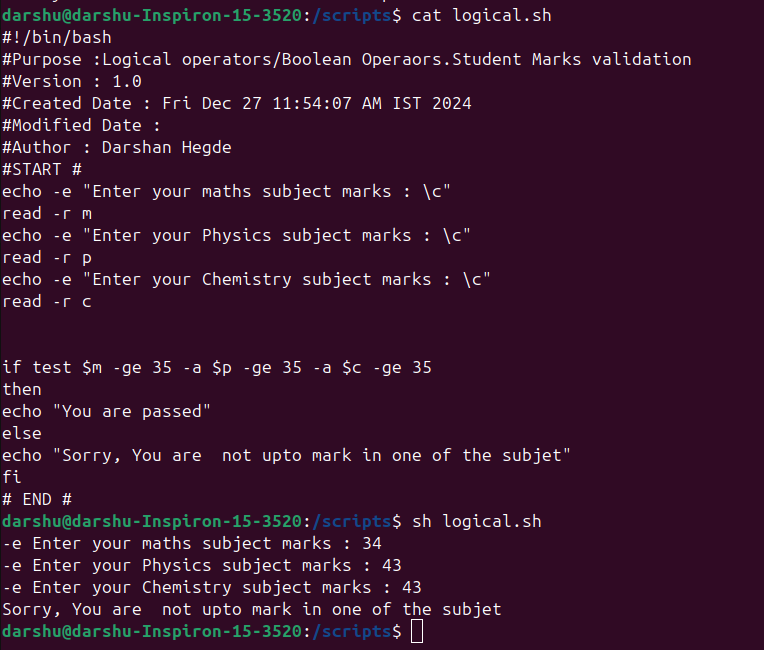 darshu@darshu-Inspiron-15-3520:/scripts$ cat logical.sh
#!/bin/bash
#Purpose :Logical operators/Boolean Operaors.Student Marks validation
#Version : 1.0
#Created Date : Fri Dec 27 11:54:07 AM IST 2024
#Modified Date :
#Author : Darshan Hegde
#START #
echo -e "Enter your maths subject marks : \c"
read -r m
echo -e "Enter your Physics subject marks : \c"
read -r p
echo -e "Enter your Chemistry subject marks : \c"
read -r c
if test $m -ge 35 -a $p -ge 35 -a $c -ge 35
then
echo "You are passed"
else
echo "Sorry, You are  not upto mark in one of the subjet"
fi
# END #
darshu@darshu-Inspiron-15-3520:/scripts$ sh logical.sh
-e Enter your maths subject marks : 34
-e Enter your Physics subject marks : 43
-e Enter your Chemistry subject marks : 43
Sorry, You are  not upto mark in one of the subjet
darshu@darshu-Inspiron-15-3520:/scripts$